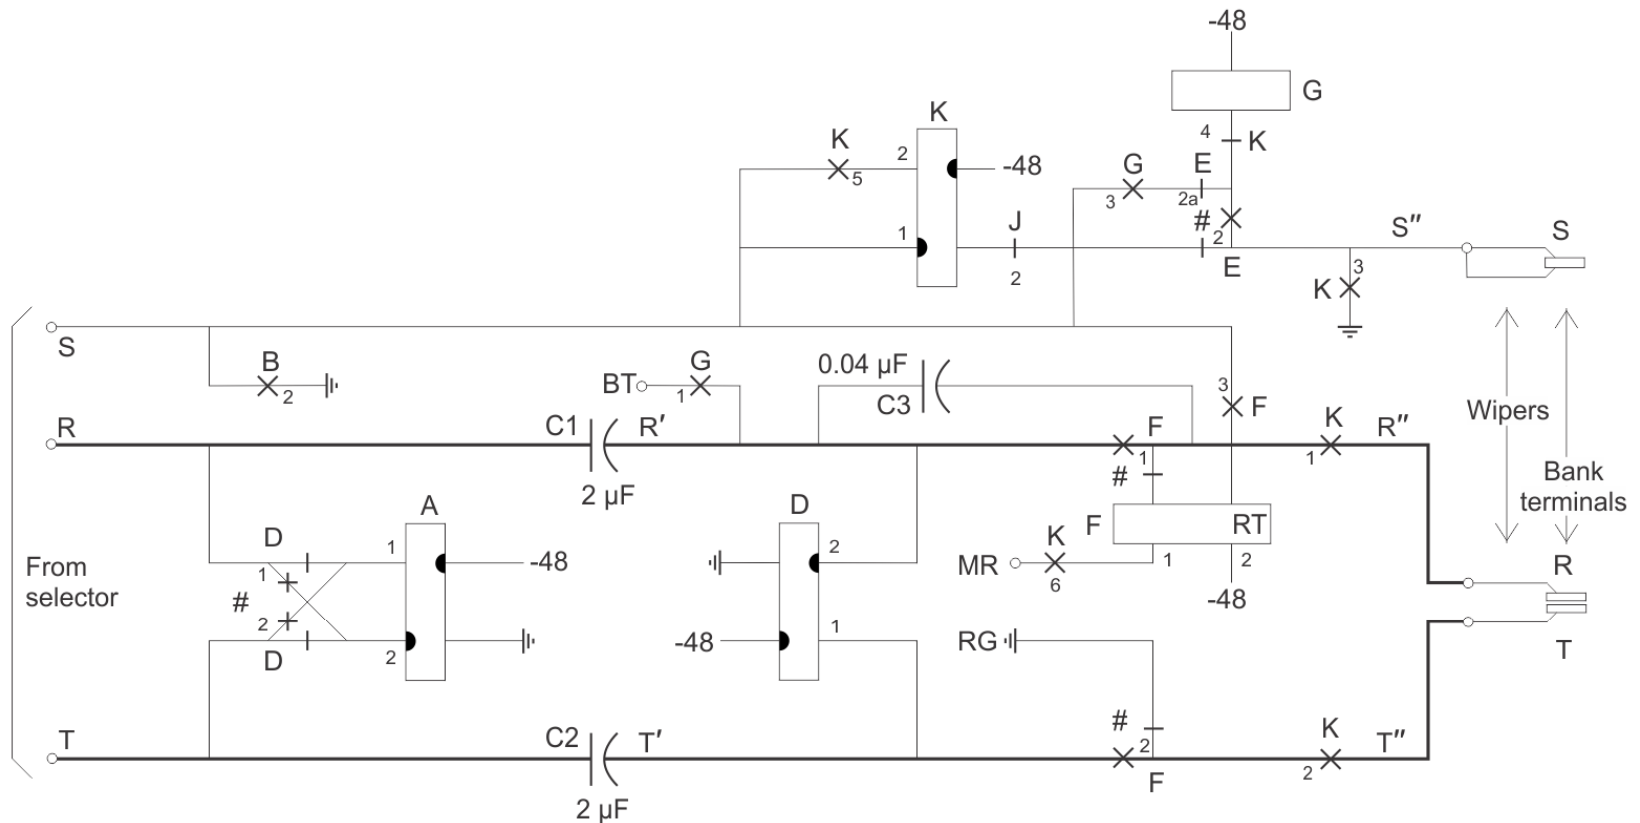 -48
G
K
4
K
G
E
K
2
-48
5
3
2a
#
J
1
2
2
E
S″
S
3
K
S
B
2
BT
G
1
0.04 µF
C3
3
F
K
Wipers
R
C1
R′
F
1
#
1
R″
2 µF
Bank
terminals
A
D
F
RT
D
1
-48
2
K
MR
6
1
2
R
1
#
2
From
selector
-48
D
2
-48
1
RG
T
T
C2
T′
#
2
F
K
2
T″
2 µF